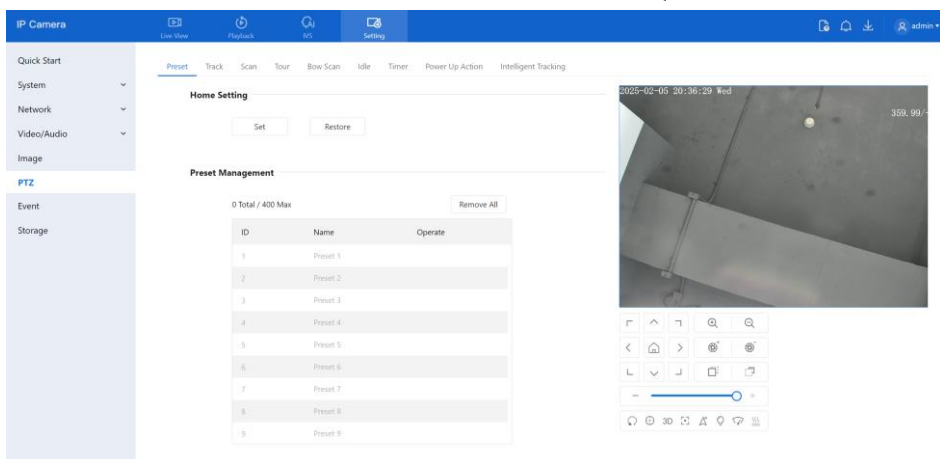 IP Camera
Live View
Playback
IVS
Setting
admin
Quick Start
System
Network
Video/Audio
Image
PTZ
Event
Storage
Preset Track Scan Tour Bow Scan Idle Timer Power Up Action Intelligent Tracking
Home Setting
Set Restore
Preset Management
0 Total / 400 Max Remove All
ID Name Operate
1 Preset 1
2 Preset 2
3 Preset 3
4 Preset 4
5 Preset 5
6 Preset 6
7 Preset 7
8 Preset 8
9 Preset 9
2025-02-05 20:36:29 Wed
359.99/-
3D